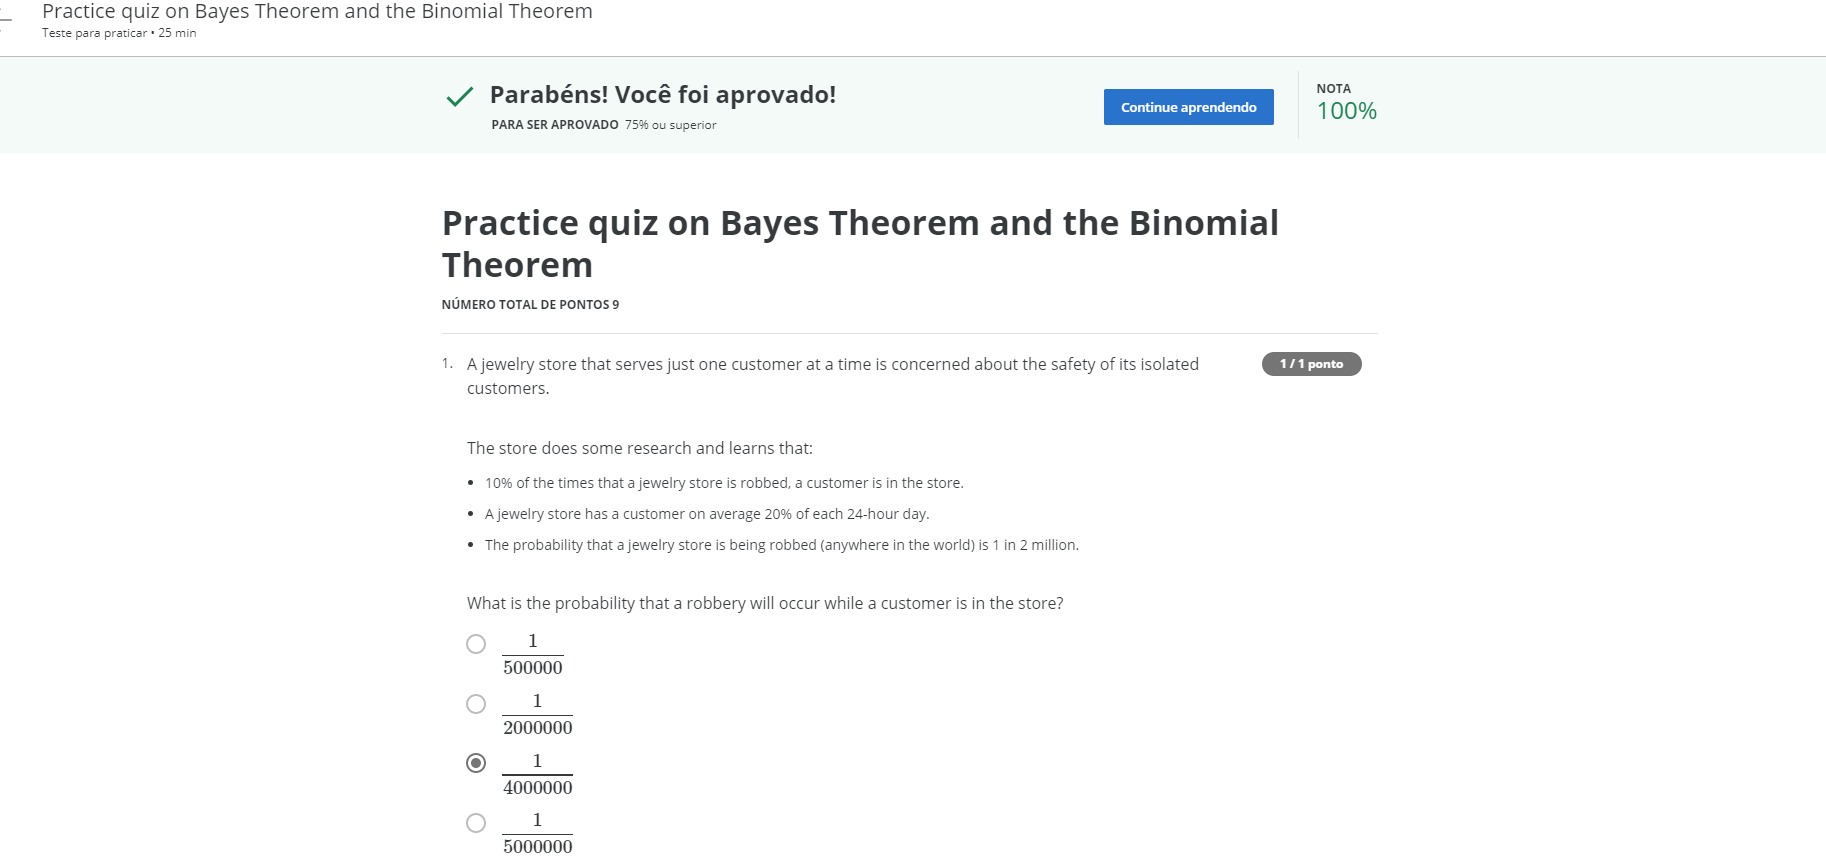 Practice quiz on Bayes Theorem and the Binomial Theorem
Teste para praticar • 25 min
Parabéns! Você foi aprovado!
PARA SER APROVADO 75% ou superior
Continue aprendendo
NOTA
100%
Practice quiz on Bayes Theorem and the Binomial
Theorem
NÚMERO TOTAL DE PONTOS 9
1. A jewelry store that serves just one customer at a time is concerned about the safety of its isolated
customers.
1 / 1 ponto
The store does some research and learns that:
• 10% of the times that a jewelry store is robbed, a customer is in the store.
• A jewelry store has a customer on average 20% of each 24-hour day.
• The probability that a jewelry store is being robbed (anywhere in the world) is 1 in 2 million.
What is the probability that a robbery will occur while a customer is in the store?
1
500000
1
2000000
1
4000000
1
5000000